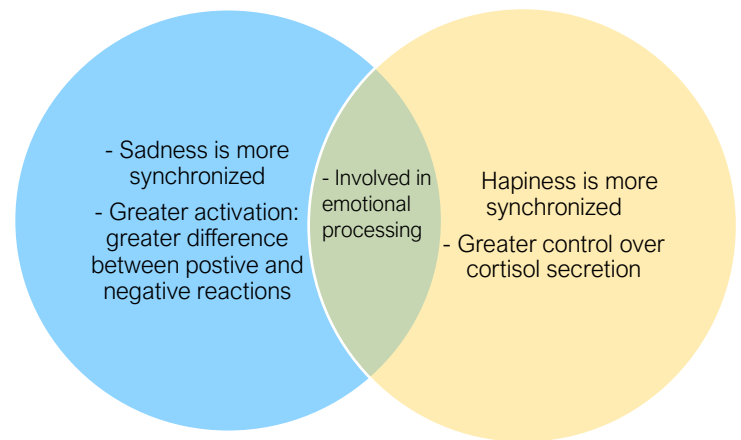 - Sadness is more
synchronized
- Greater activation:
greater difference
between postive and
negative reactions
- Involved in
emotional
processing
Hapiness is more
synchronized
- Greater control over
cortisol secretion